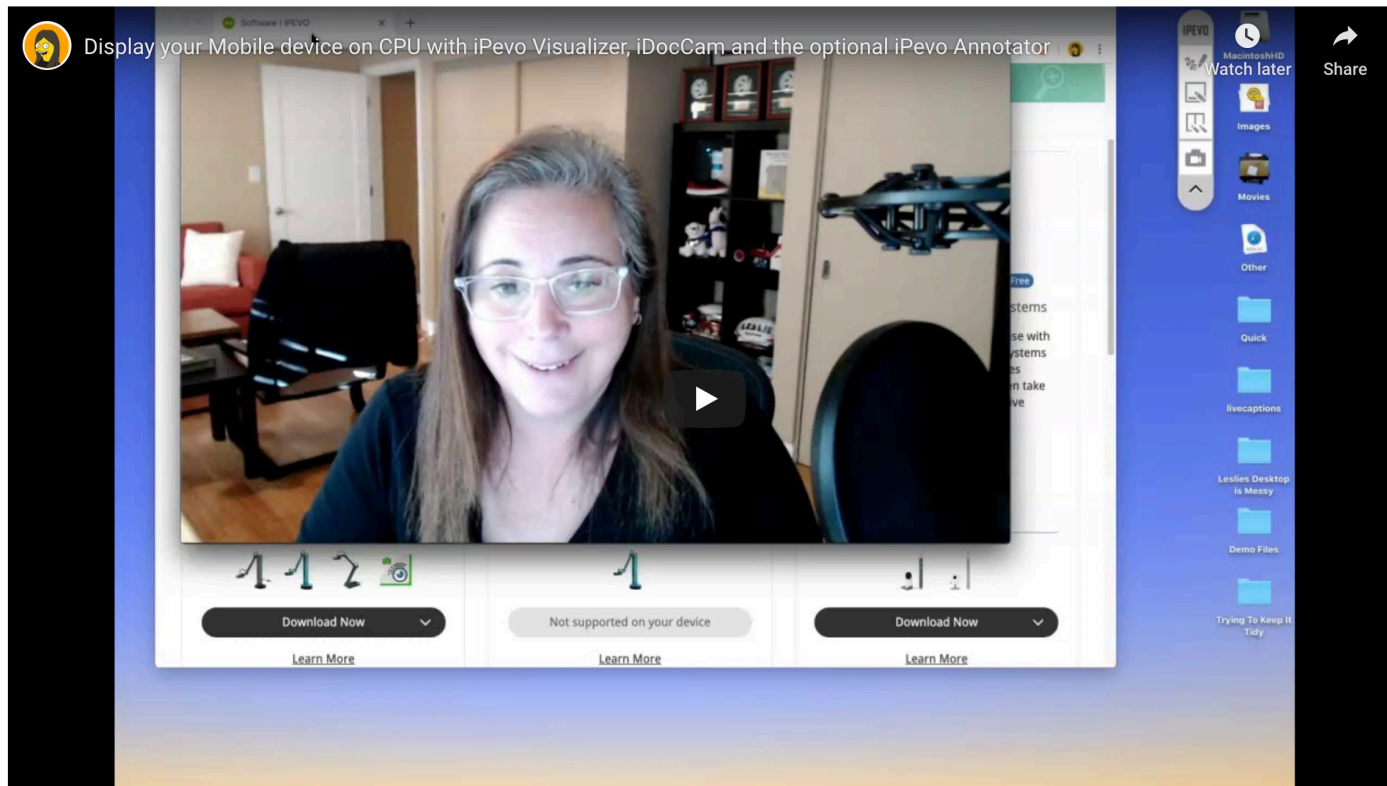 Software | IPEVO
Display your Mobile device on CPU with iPevo Visualizer, iDocCam and the optional iPevo Annotator
IPEVO
MacintoshHD
Watch later
Share
Images
Movies
Other
Quick
livecaptions
Leslies Desktop
is Messy
Demo Files
Trying To Keep It
Tidy
LESLIE
Free
stems
se with
ystems
es
en take
ive
Download Now
Not supported on your device
Download Now
Learn More
Learn More
Learn More